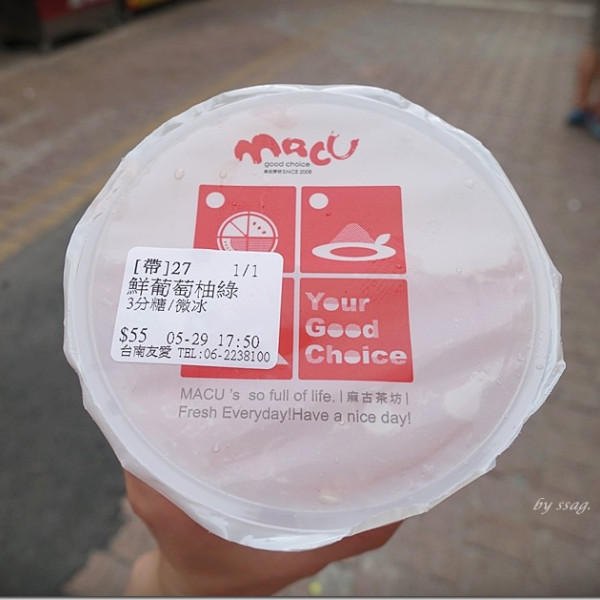 macu
good choice
[帶]27 1/1
鮮葡萄柚綠
3分糖/微冰
$55 05-29 17:50
台南友愛 TEL:06-2238100
Your
Good
Choice
MACU 's so full of life. | 麻古茶坊 |
Fresh Everyday!Have a nice day!
by ssag.